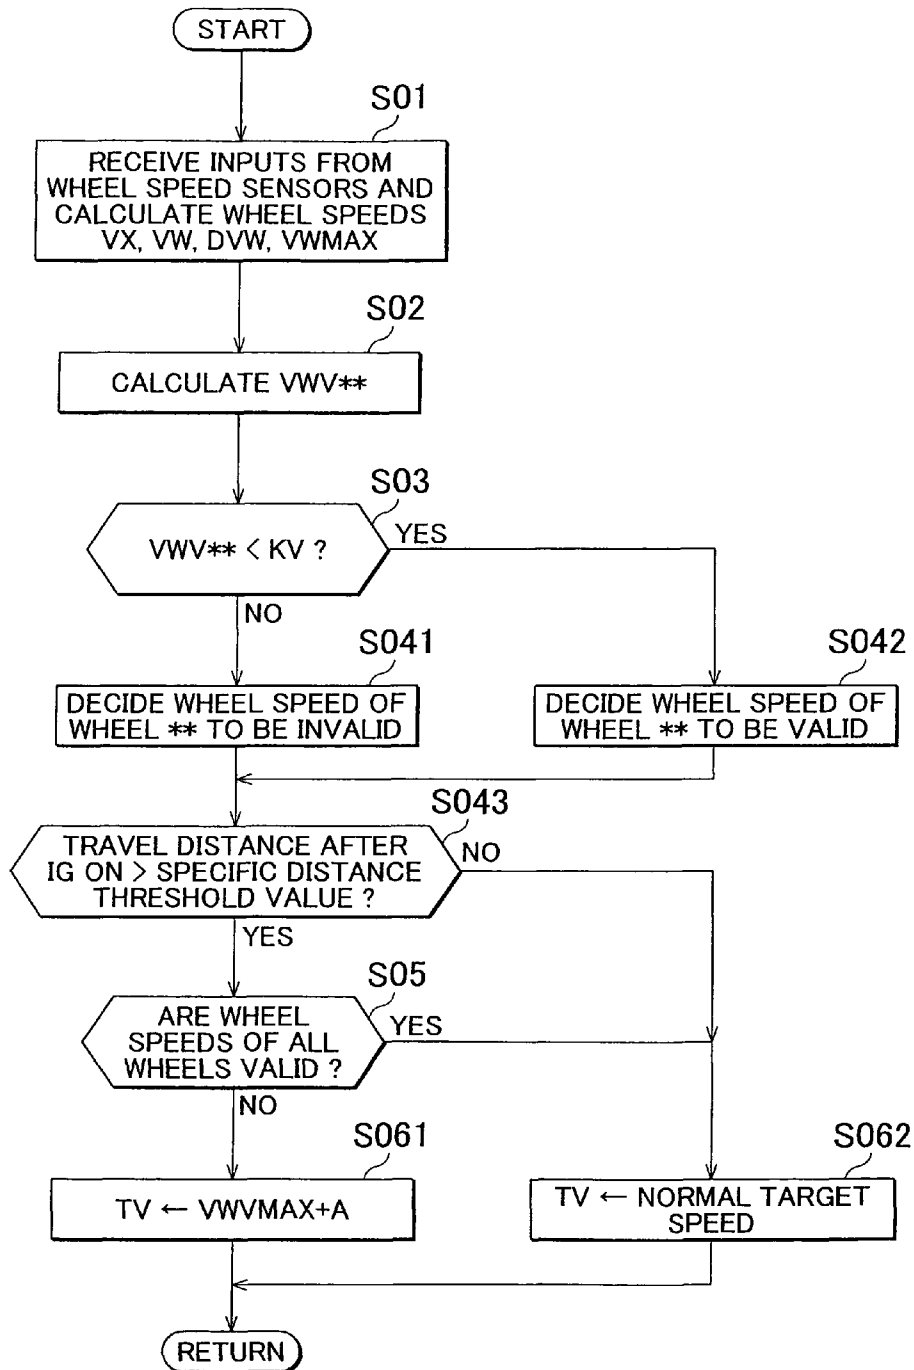 START
S01
RECEIVE INPUTS FROM
WHEEL SPEED SENSORS AND
CALCULATE WHEEL SPEEDS
VX, VW, DVW, VWMAX
S02
CALCULATE VWV**
S03
VWV** < KV ?
YES
NO
S041
DECIDE WHEEL SPEED OF
WHEEL ** TO BE INVALID
S042
DECIDE WHEEL SPEED OF
WHEEL ** TO BE VALID
S043
TRAVEL DISTANCE AFTER
IG ON > SPECIFIC DISTANCE
THRESHOLD VALUE ?
NO
YES
S05
ARE WHEEL
SPEEDS OF ALL
WHEELS VALID ?
YES
NO
S061
TV ← VWVMAX+A
S062
TV ← NORMAL TARGET
SPEED
RETURN